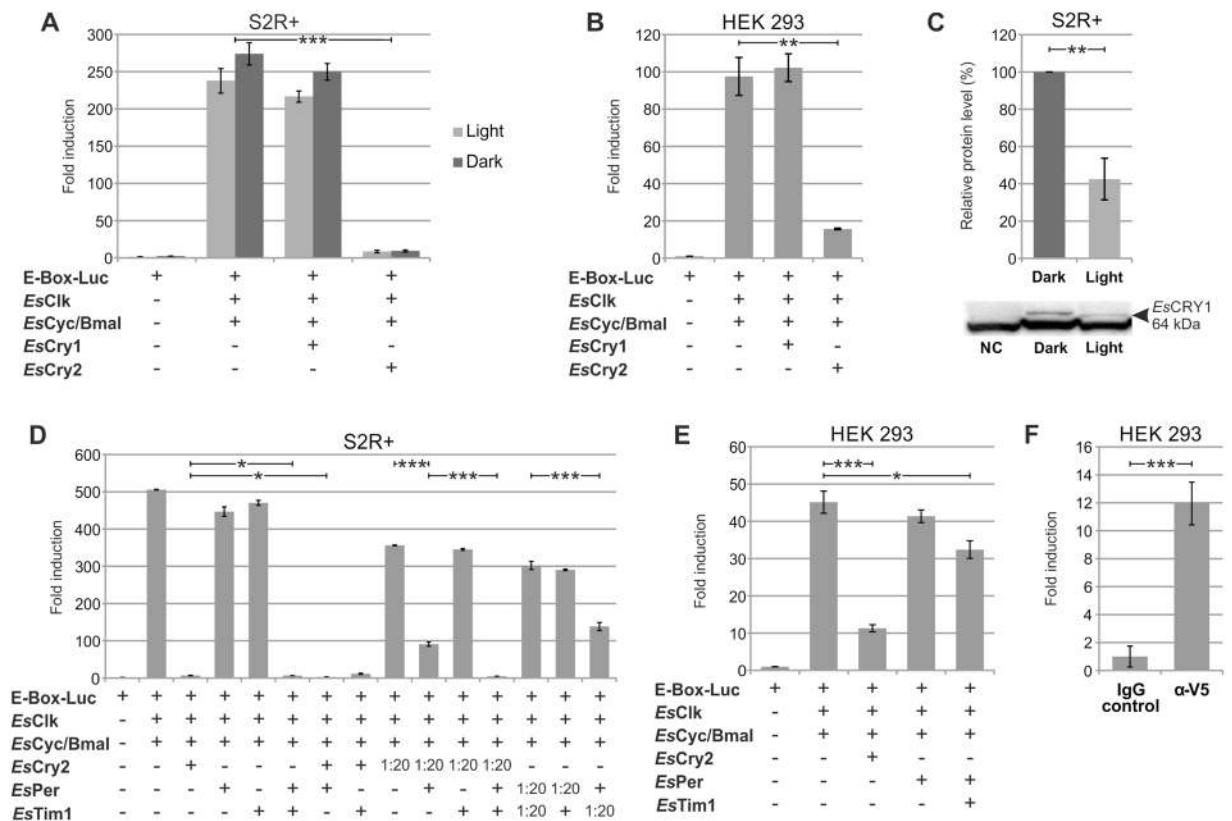 A
S2R+
***
300
250
200
150
100
50
0
Fold induction
Light
Dark
E-Box-Luc + + + +
EsClk - + + +
EsCyc/Bmal - + + +
EsCry1 - - + -
EsCry2 - - - +
B
HEK 293
**
120
100
80
60
40
20
0
Fold induction
E-Box-Luc + + + +
EsClk - + + +
EsCyc/Bmal - + + +
EsCry1 - - + -
EsCry2 - - - +
C
S2R+
**
120
100
80
60
40
20
0
Relative protein level (%)
Dark Light
EsCRY1
64 kDa
NC Dark Light
D
S2R+
* *** *** ***
*
600
500
400
300
200
100
0
Fold induction
E-Box-Luc + + + + + + + + + + + + + + +
EsClk - + + + + + + + + + + + + + +
EsCyc/Bmal - + + + + + + + + + + + + + +
EsCry2 - - + - - - + + 1:20 1:20 1:20 1:20 - - -
EsPer - - - + - + + - - + - + 1:20 1:20 +
EsTim1 - - - - + + - + - - + + 1:20 + 1:20
E
HEK 293
***
*
60
50
40
30
20
10
0
Fold induction
E-Box-Luc + + + + +
EsClk - + + + +
EsCyc/Bmal - + + + +
EsCry2 - - + - -
EsPer - - - + +
EsTim1 - - - - +
F
HEK 293
***
16
14
12
10
8
6
4
2
0
Fold induction
IgG α-V5
control